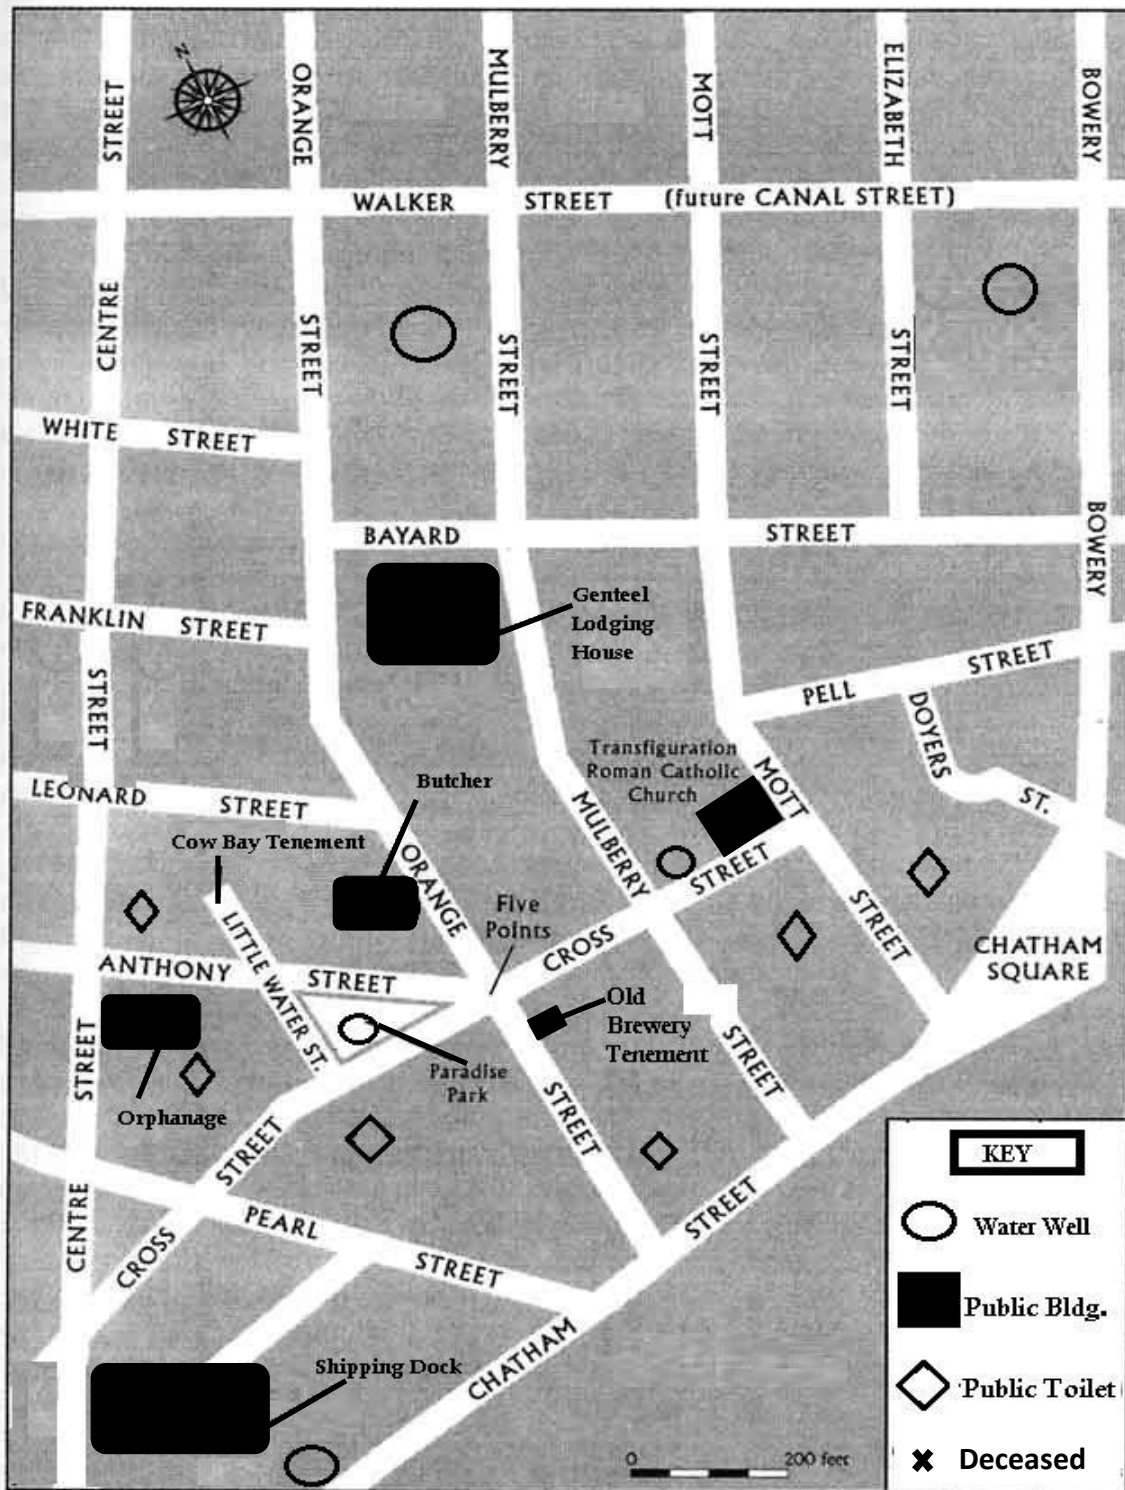 N
STREET
ORANGE
MULBERRY
MOTT
ELIZABETH
BOWERY
WALKER STREET (future CANAL STREET)
CENTRE
STREET
STREET
STREET
STREET
WHITE STREET
BAYARD STREET
BOWERY
Genteel
Lodging
House
FRANKLIN STREET
STREET
PELL STREET
DOYERS
ST.
Transfiguration
Roman Catholic
Church
MOTT
Butcher
LEONARD STREET
MULBERRY
Cow Bay Tenement
ORANGE
STREET
Five
Points
CROSS
STREET
LITTLE WATER ST.
ANTHONY STREET
CHATHAM
SQUARE
Old
Brewery
Tenement
STREET
STREET
Paradise
Park
STREET
Orphanage
STREET
CENTRE
CROSS
PEARL STREET
STREET
CHATHAM
Shipping Dock
0 200 feet
KEY
Water Well
Public Bldg.
Public Toilet
Deceased